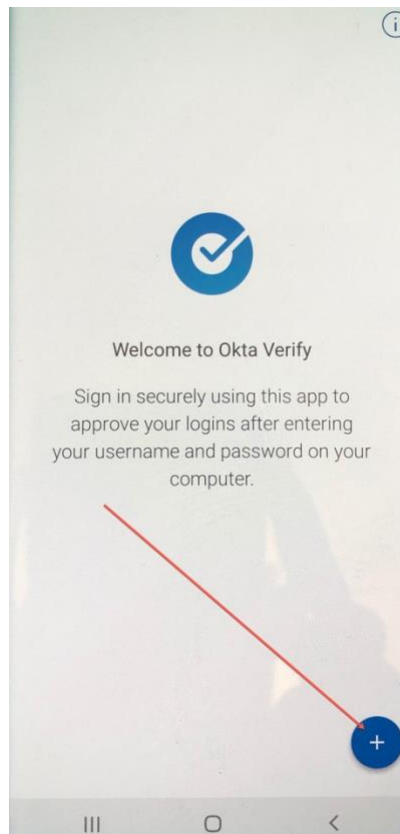 Welcome to Okta Verify
Sign in securely using this app to
approve your logins after entering
your username and password on your
computer.